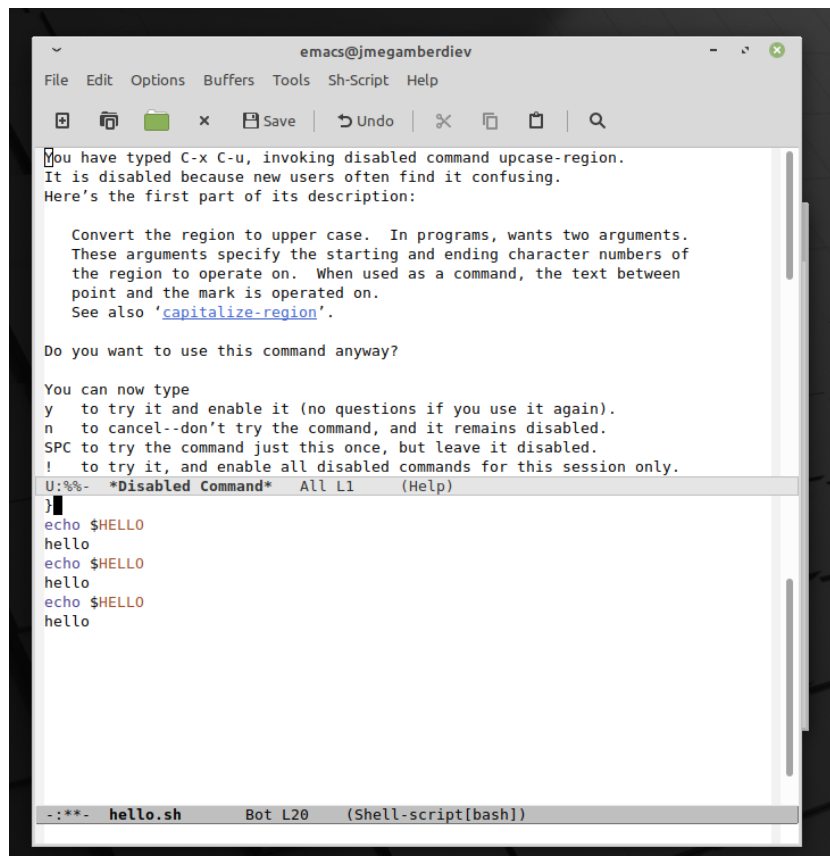 emacs@jmegamberdiev
File Edit Options Buffers Tools Sh-Script Help
Save Undo
You have typed C-x C-u, invoking disabled command upcase-region.
It is disabled because new users often find it confusing.
Here’s the first part of its description:
Convert the region to upper case.  In programs, wants two arguments.
These arguments specify the starting and ending character numbers of
the region to operate on.  When used as a command, the text between
point and the mark is operated on.
See also ‘capitalize-region’.
Do you want to use this command anyway?
You can now type
y   to try it and enable it (no questions if you use it again).
n   to cancel--don’t try the command, and it remains disabled.
SPC to try the command just this once, but leave it disabled.
!   to try it, and enable all disabled commands for this session only.
U:%%-  *Disabled Command*   All L1     (Help)
}
echo $HELLO
hello
echo $HELLO
hello
echo $HELLO
hello
-:**-  hello.sh       Bot L20    (Shell-script[bash])